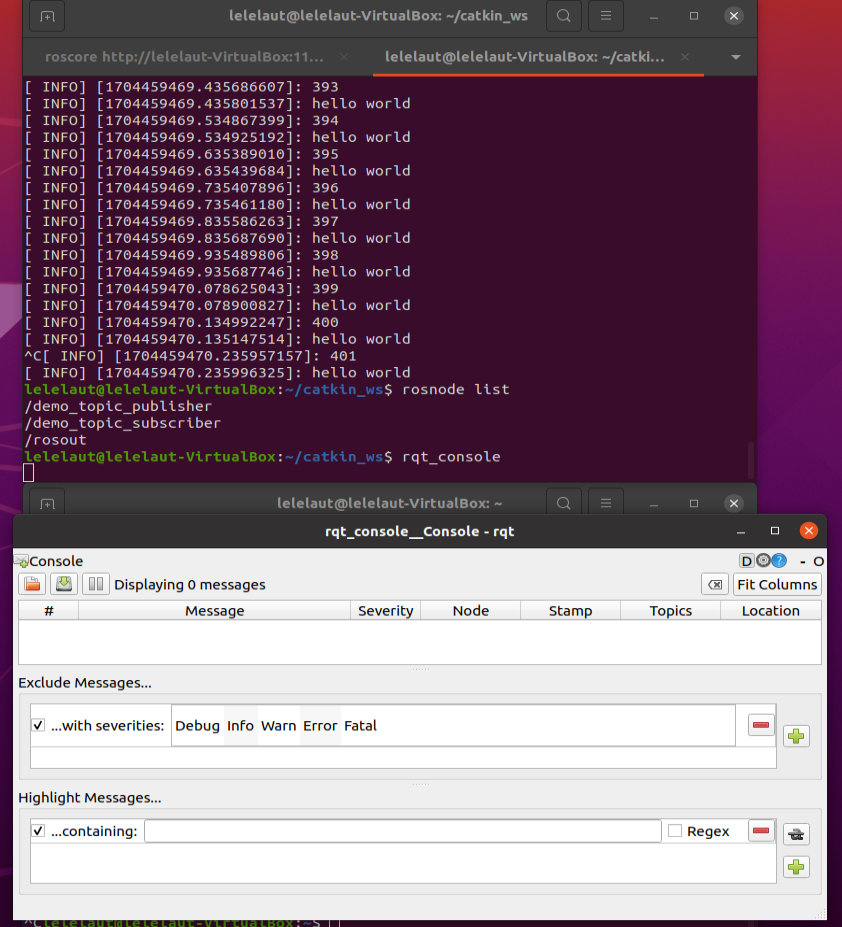 lelelaut@lelelaut-VirtualBox: ~/catkin_ws
roscore http://lelelaut-VirtualBox:11... lelelaut@lelelaut-VirtualBox: ~/catki...
[ INFO] [1704459469.435686607]: 393
[ INFO] [1704459469.435801537]: hello world
[ INFO] [1704459469.534867399]: 394
[ INFO] [1704459469.534925192]: hello world
[ INFO] [1704459469.635389010]: 395
[ INFO] [1704459469.635439684]: hello world
[ INFO] [1704459469.735407896]: 396
[ INFO] [1704459469.735461180]: hello world
[ INFO] [1704459469.835586263]: 397
[ INFO] [1704459469.835687690]: hello world
[ INFO] [1704459469.935489806]: 398
[ INFO] [1704459469.935687746]: hello world
[ INFO] [1704459470.078625043]: 399
[ INFO] [1704459470.078900827]: hello world
[ INFO] [1704459470.134992247]: 400
[ INFO] [1704459470.135147514]: hello world
^C[ INFO] [1704459470.235957157]: 401
[ INFO] [1704459470.235996325]: hello world
lelelaut@lelelaut-VirtualBox:~/catkin_ws$ rosnode list
/demo_topic_publisher
/demo_topic_subscriber
/rosout
lelelaut@lelelaut-VirtualBox:~/catkin_ws$ rqt_console
lelelaut@lelelaut-VirtualBox: ~
rqt_console__Console - rqt
Console D ? - O
Displaying 0 messages Fit Columns
# Message Severity Node Stamp Topics Location
Exclude Messages...
...with severities: Debug Info Warn Error Fatal
Highlight Messages...
...containing: Regex
^Clelelaut@lelelaut-VirtualBox:~$